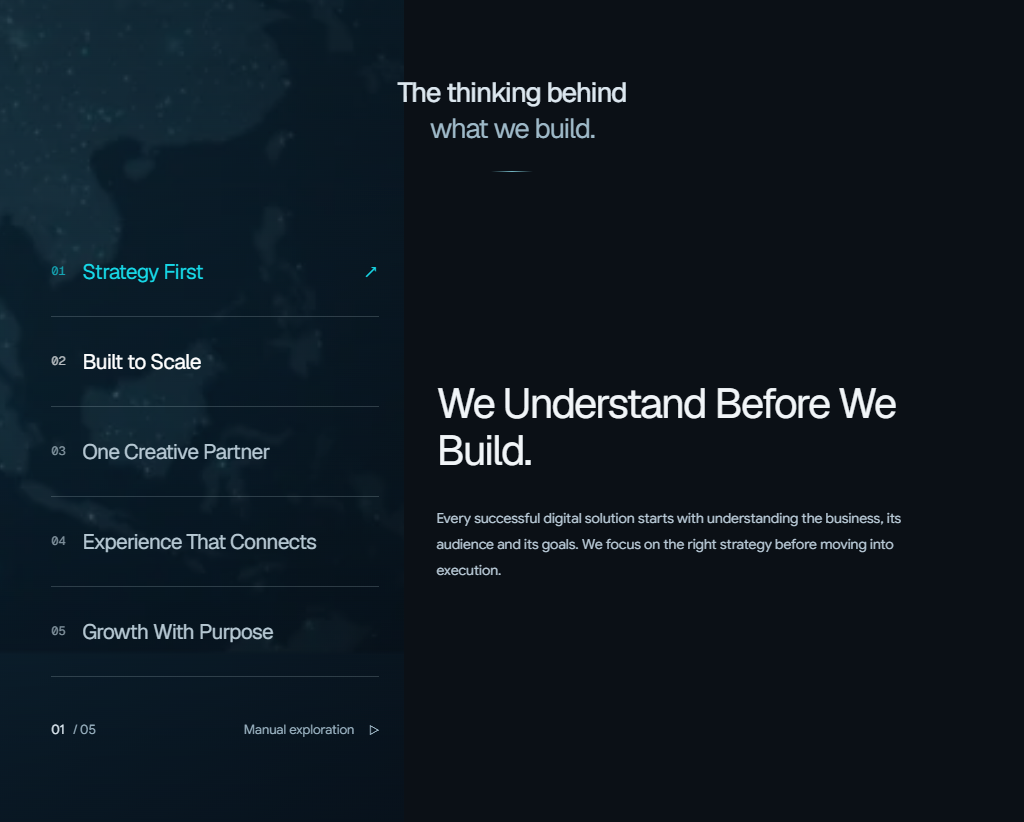 The thinking behind
what we build.
01 Strategy First ↗
02 Built to Scale
03 One Creative Partner
04 Experience That Connects
05 Growth With Purpose
01 / 05
Manual exploration ▷
We Understand Before We
Build.
Every successful digital solution starts with understanding the business, its
audience and its goals. We focus on the right strategy before moving into
execution.